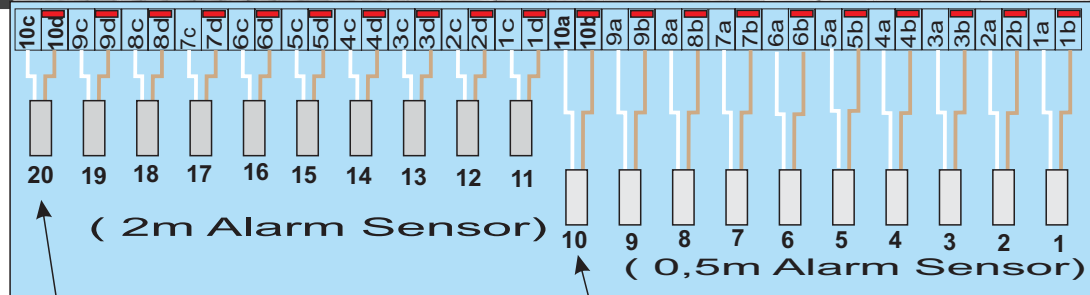 10c 10d 9c 9d 8c 8d 7c 7d 6c 6d 5c 5d 4c 4d 3c 3d 2c 2d 1c 1d 10a 10b 9a 9b 8a 8b 7a 7b 6a 6b 5a 5b 4a 4b 3a 3b 2a 2b 1a 1b
20 19 18 17 16 15 14 13 12 11
( 2m Alarm Sensor)
10 9 8 7 6 5 4 3 2 1
( 0,5m Alarm Sensor)